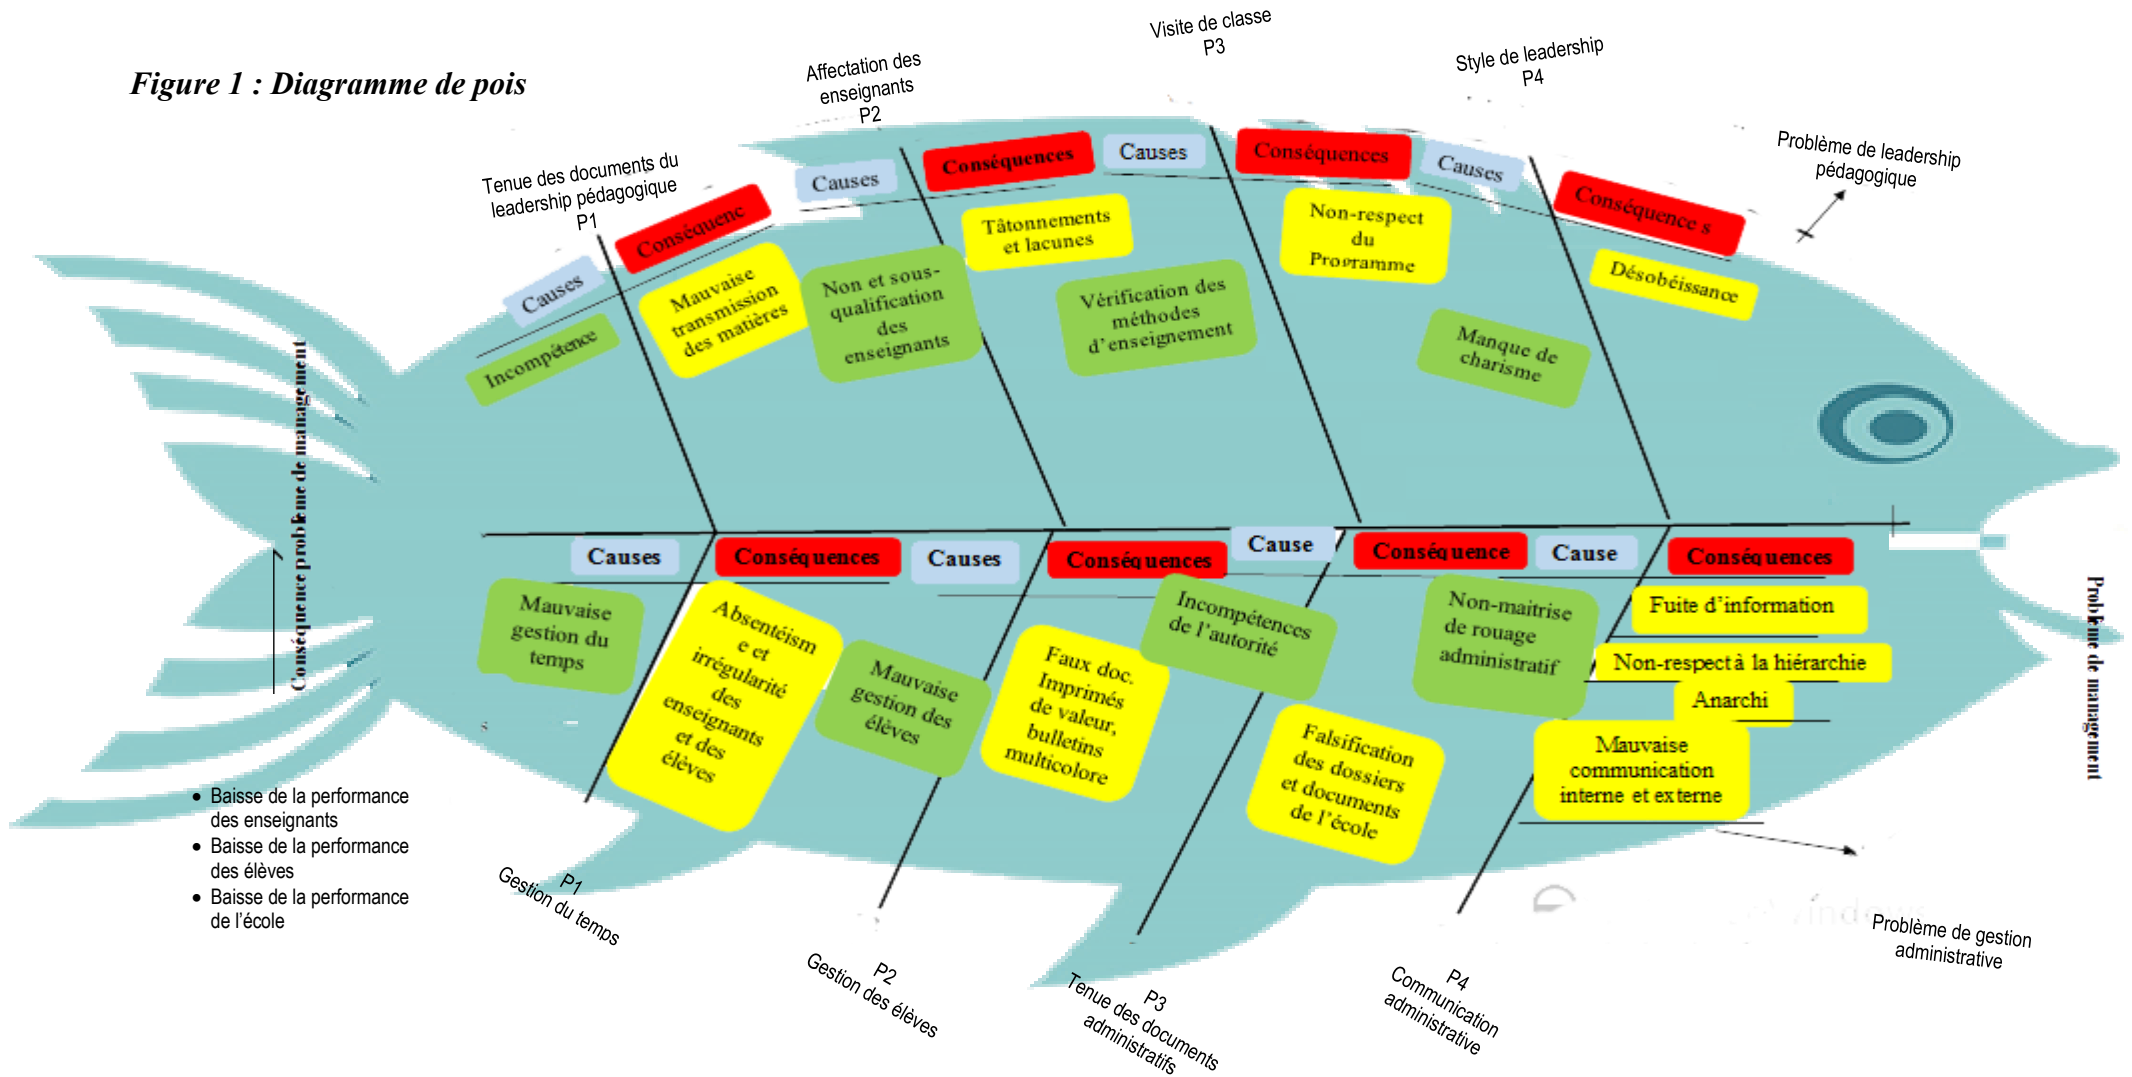 Figure 1 : Diagramme de pois
Tenue des documents du
leadership pédagogique
P1
Affectation des
enseignants
P2
Visite de classe
P3
Style de leadership
P4
Problème de leadership
pédagogique
Causes
Conséquenc
Causes
Conséquences
Causes
Conséquences
Causes
Conséquence s
Incompétence
Mauvaise
transmission
des matières
Non et sous-
qualification
des
enseignants
Tâtonnements
et lacunes
Vérification des
méthodes
d’enseignement
Non-respect
du
Programme
Manque de
charisme
Désobéissance
Conséquence problème de management
Problème de management
Causes
Conséquences
Causes
Conséquences
Cause
Conséquence
Cause
Conséquences
Mauvaise
gestion du
temps
Absentéism
e et
irrégularité
des
enseignants
et des
élèves
Mauvaise
gestion des
élèves
Faux doc.
Imprimés
de valeur,
bulletins
multicolore
Incompétences
de l’autorité
Falsification
des dossiers
et documents
de l’école
Non-maitrise
de rouage
administratif
Fuite d’information
Non-respect à la hiérarchie
Anarchi
Mauvaise
communication
interne et externe
s
• Baisse de la performance
des enseignants
• Baisse de la performance
des élèves
• Baisse de la performance
de l’école
P1
Gestion du temps
P2
Gestion des élèves
P3
Tenue des documents
administratifs
P4
Communication
administrative
Problème de gestion
administrative